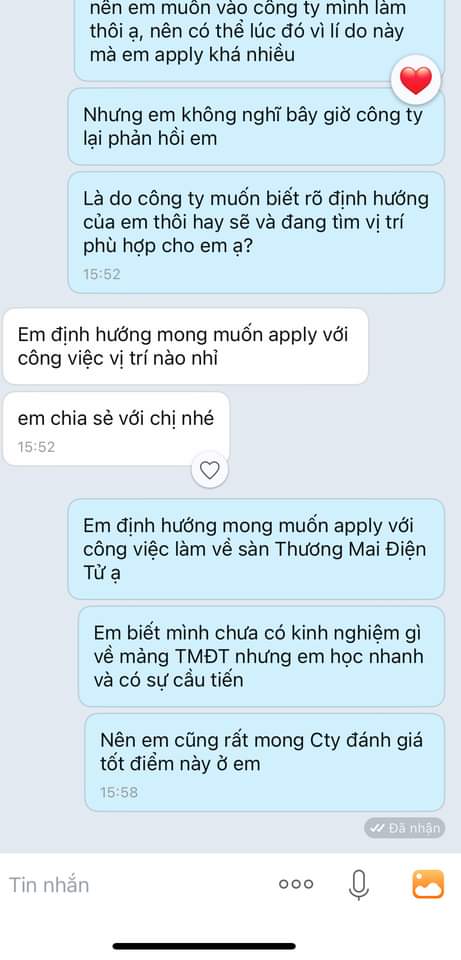 nên em muốn vào công ty mình làm
thôi ạ, nên có thể lúc đó vì lí do này
mà em apply khá nhiều
Nhưng em không nghĩ bây giờ công ty
lại phản hồi em
Là do công ty muốn biết rõ định hướng
của em thôi hay sẽ và đang tìm vị trí
phù hợp cho em ạ?
15:52
Em định hướng mong muốn apply với
công việc vị trí nào nhỉ
em chia sẻ với chị nhé
15:52
Em định hướng mong muốn apply với
công việc làm về sàn Thương Mai Điện
Tử ạ
Em biết mình chưa có kinh nghiệm gì
về mảng TMĐT nhưng em học nhanh
và có sự cầu tiến
Nên em cũng rất mong Cty đánh giá
tốt điểm này ở em
15:58
Đã nhận
Tin nhắn